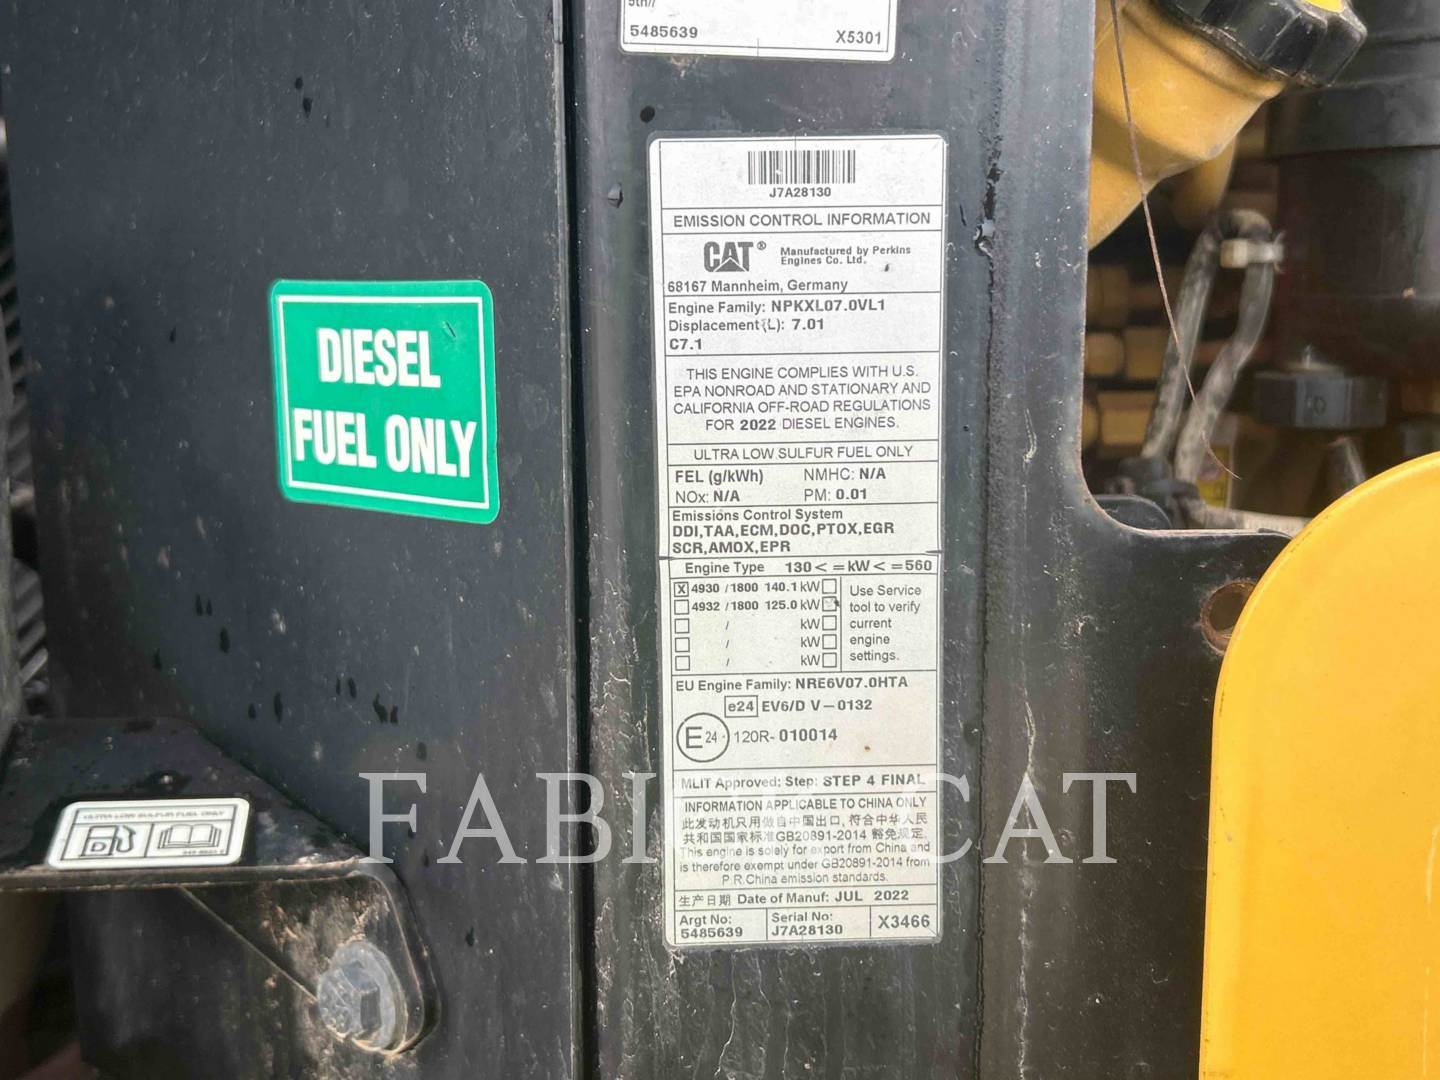 5th//
5485639 X5301
J7A28130
EMISSION CONTROL INFORMATION
CAT® Manufactured by Perkins
Engines Co. Ltd.
68167 Mannheim, Germany
Engine Family: NPKXL07.0VL1
Displacement(L): 7.01
C7.1
THIS ENGINE COMPLIES WITH U.S.
EPA NONROAD AND STATIONARY AND
CALIFORNIA OFF-ROAD REGULATIONS
FOR 2022 DIESEL ENGINES.
ULTRA LOW SULFUR FUEL ONLY
FEL (g/kWh) NMHC: N/A
NOx: N/A PM: 0.01
Emissions Control System
DDI,TAA,ECM,DOC,PTOX,EGR
SCR,AMOX,EPR
Engine Type 130<=kW<=560
X 4930 /1800 140.1 kW
4932 /1800 125.0 kW
/ kW
/ kW
/ kW
Use Service
tool to verify
current
engine
settings.
EU Engine Family: NRE6V07.0HTA
e24 EV6/D V-0132
E24 120R-010014
MLIT Approved: Step: STEP 4 FINAL
INFORMATION APPLICABLE TO CHINA ONLY
此发动机只用做自中国出口,符合中华人民
共和国国家标准GB20891-2014 豁免规定.
This engine is solely for export from China and
is therefore exempt under GB20891-2014 from
P.R.China emission standards.
生产日期 Date of Manuf: JUL 2022
Argt No:
5485639
Serial No:
J7A28130
X3466
DIESEL
FUEL ONLY
ULTRA LOW SULFUR FUEL ONLY
D
FABICK CAT